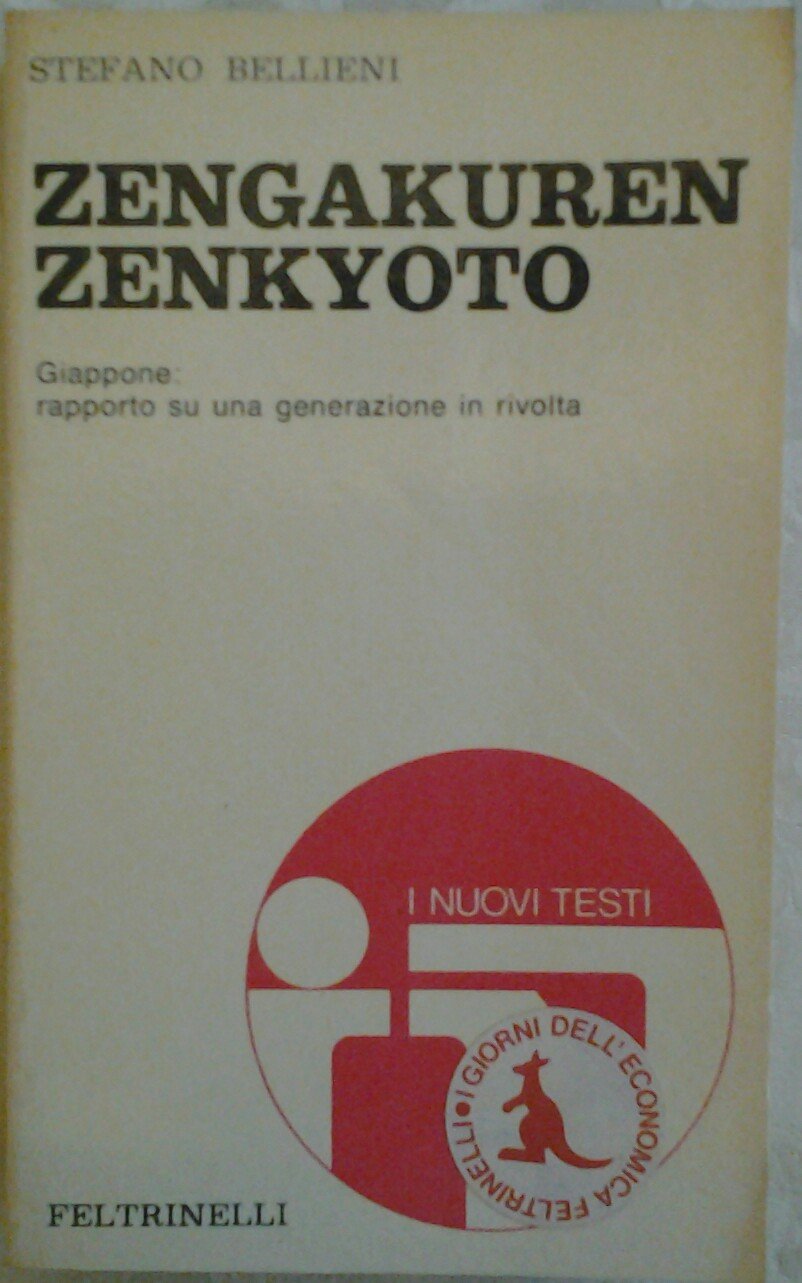 STEFANO BELLIENI
ZENGAKUREN
ZENKYOTO
Giappone:
rapporto su una generazione in rivolta
I NUOVI TESTI
I GIORNI DELL'ECONOMICA FELTRINELLI •
FELTRINELLI